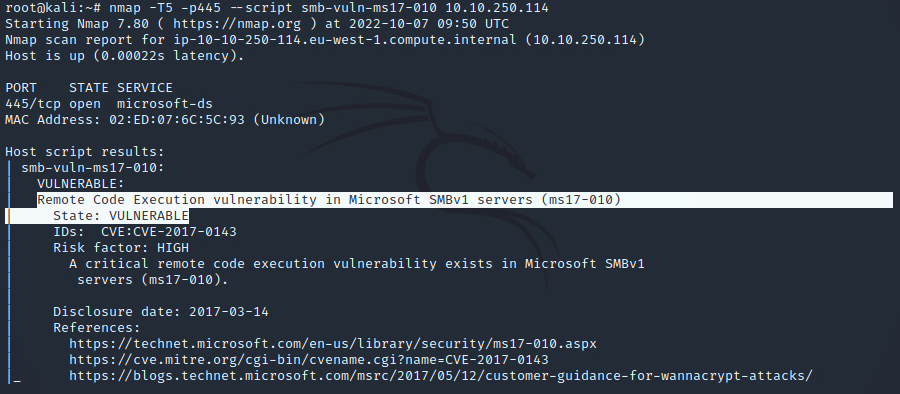 root@kali:~# nmap -T5 -p445 --script smb-vuln-ms17-010 10.10.250.114
Starting Nmap 7.80 ( https://nmap.org ) at 2022-10-07 09:50 UTC
Nmap scan report for ip-10-10-250-114.eu-west-1.compute.internal (10.10.250.114)
Host is up (0.00022s latency).

PORT    STATE SERVICE
445/tcp open  microsoft-ds
MAC Address: 02:ED:07:6C:5C:93 (Unknown)

Host script results:
| smb-vuln-ms17-010:
|   VULNERABLE:
|   Remote Code Execution vulnerability in Microsoft SMBv1 servers (ms17-010)
|     State: VULNERABLE
|     IDs:  CVE:CVE-2017-0143
|     Risk factor: HIGH
|       A critical remote code execution vulnerability exists in Microsoft SMBv1
|        servers (ms17-010).
|
|     Disclosure date: 2017-03-14
|     References:
|       https://technet.microsoft.com/en-us/library/security/ms17-010.aspx
|       https://cve.mitre.org/cgi-bin/cvename.cgi?name=CVE-2017-0143
|_      https://blogs.technet.microsoft.com/msrc/2017/05/12/customer-guidance-for-wannacrypt-attacks/